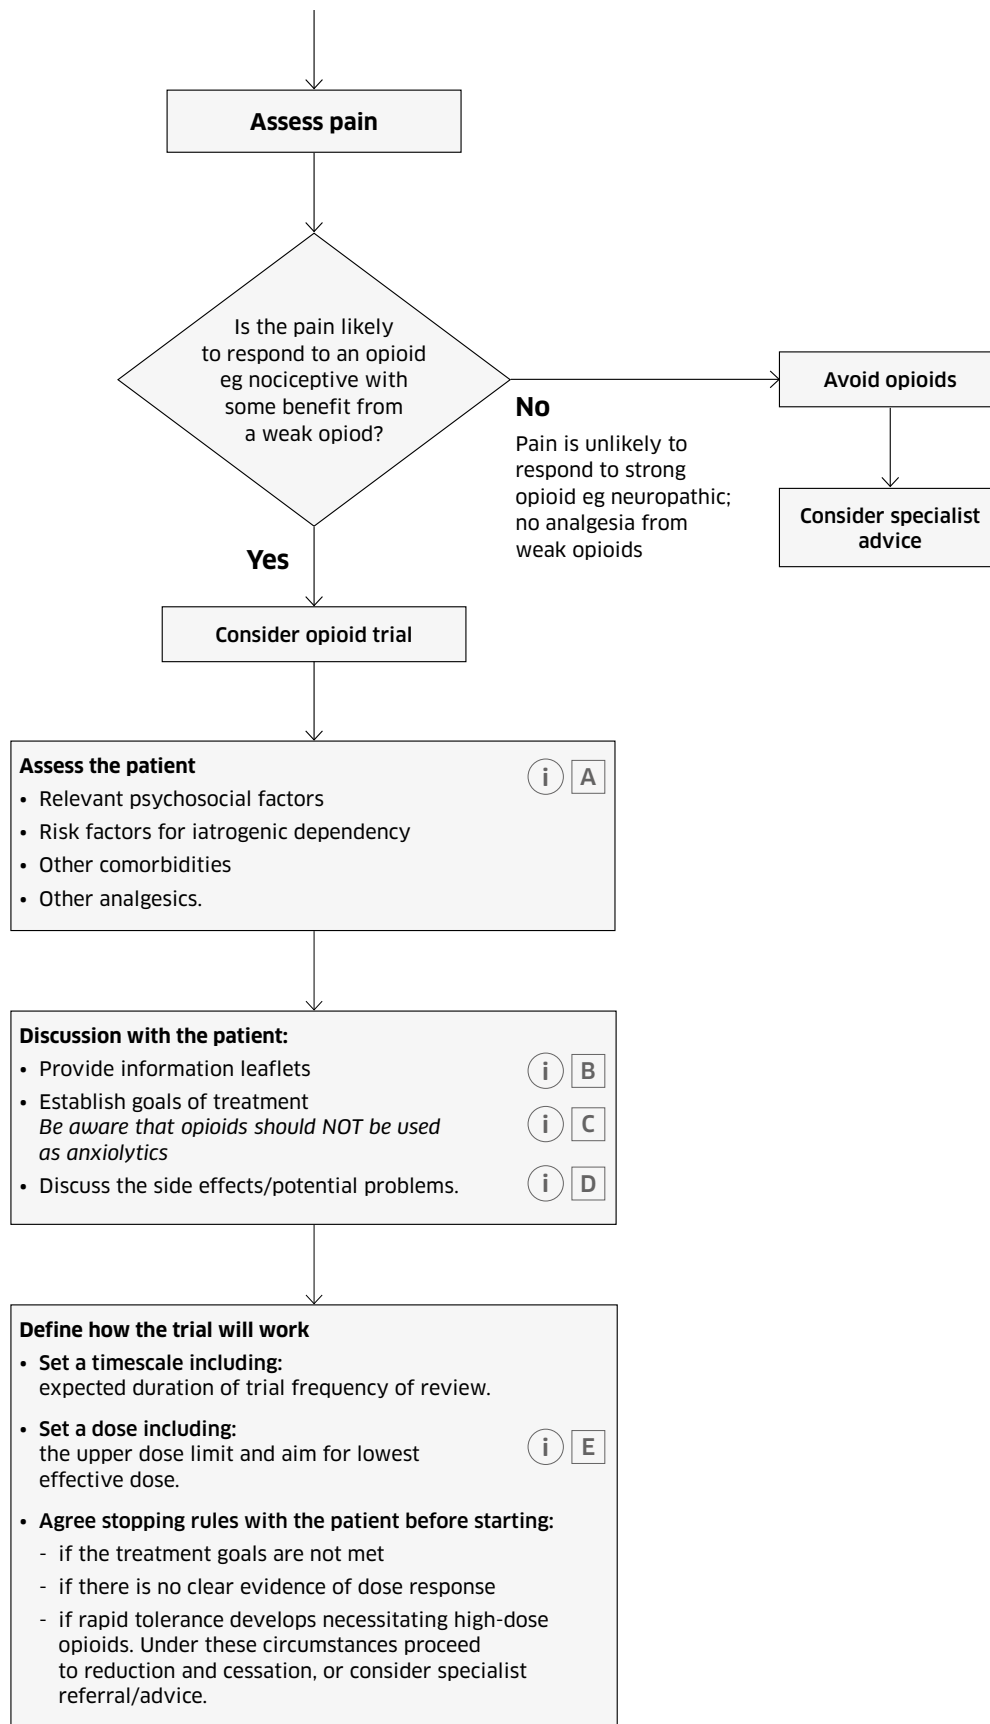 Assess pain
Is the pain likely
to respond to an opioid
eg nociceptive with
some benefit from
a weak opiod?
No
Pain is unlikely to
respond to strong
opioid eg neuropathic;
no analgesia from
weak opioids
Avoid opioids
Consider specialist
advice
Yes
Consider opioid trial
Assess the patient
i A
• Relevant psychosocial factors
• Risk factors for iatrogenic dependency
• Other comorbidities
• Other analgesics.
Discussion with the patient:
• Provide information leaflets
i B
• Establish goals of treatment
Be aware that opioids should NOT be used
as anxiolytics
i C
• Discuss the side effects/potential problems.
i D
Define how the trial will work
• Set a timescale including:
expected duration of trial frequency of review.
• Set a dose including:
the upper dose limit and aim for lowest
effective dose.
i E
• Agree stopping rules with the patient before starting:
- if the treatment goals are not met
- if there is no clear evidence of dose response
- if rapid tolerance develops necessitating high-dose
opioids. Under these circumstances proceed
to reduction and cessation, or consider specialist
referral/advice.